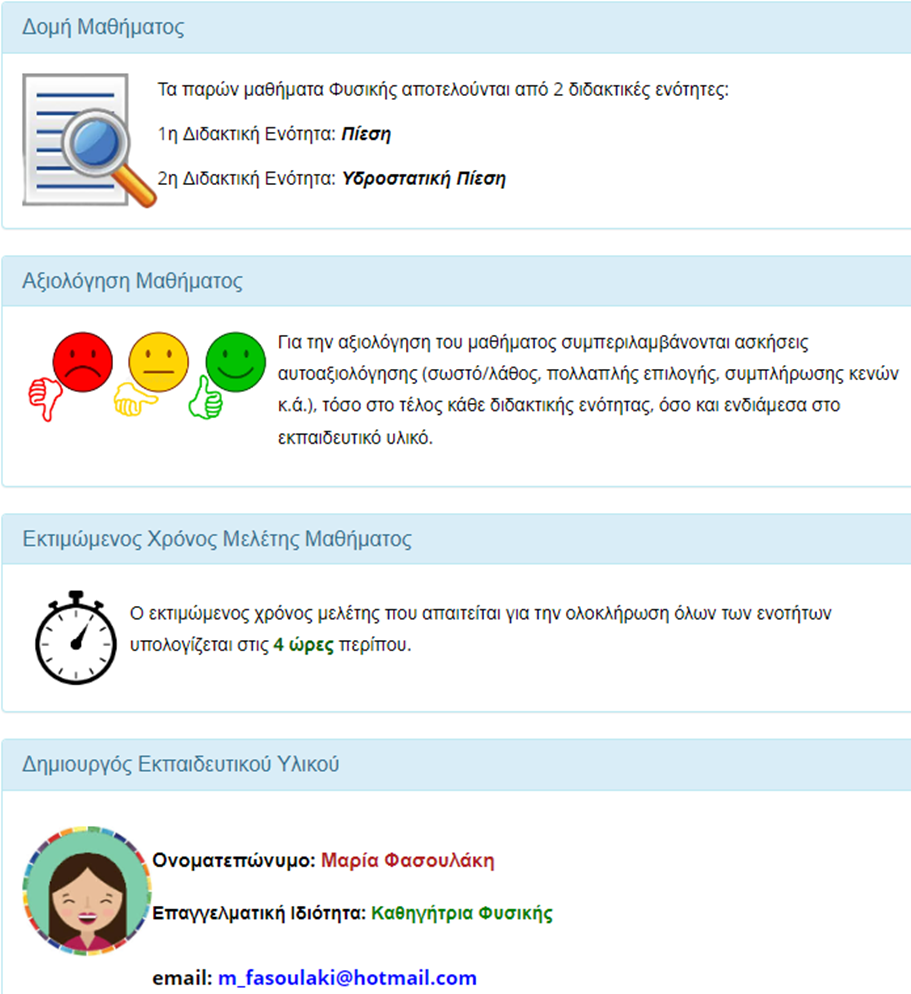 Δομή Μαθήματος
Τα παρών μαθήματα Φυσικής αποτελούνται από 2 διδακτικές ενότητες:
1η Διδακτική Ενότητα: Πίεση
2η Διδακτική Ενότητα: Υδροστατική Πίεση
Αξιολόγηση Μαθήματος
Για την αξιολόγηση του μαθήματος συμπεριλαμβάνονται ασκήσεις
αυτοαξιολόγησης (σωστό/λάθος, πολλαπλής επιλογής, συμπλήρωσης κενών
κ.ά.), τόσο στο τέλος κάθε διδακτικής ενότητας, όσο και ενδιάμεσα στο
εκπαιδευτικό υλικό.
Εκτιμώμενος Χρόνος Μελέτης Μαθήματος
Ο εκτιμώμενος χρόνος μελέτης που απαιτείται για την ολοκλήρωση όλων των ενοτήτων
υπολογίζεται στις 4 ώρες περίπου.
Δημιουργός Εκπαιδευτικού Υλικού
Ονοματεπώνυμο: Μαρία Φασουλάκη
Επαγγελματική Ιδιότητα: Καθηγήτρια Φυσικής
email: m_fasoulaki@hotmail.com